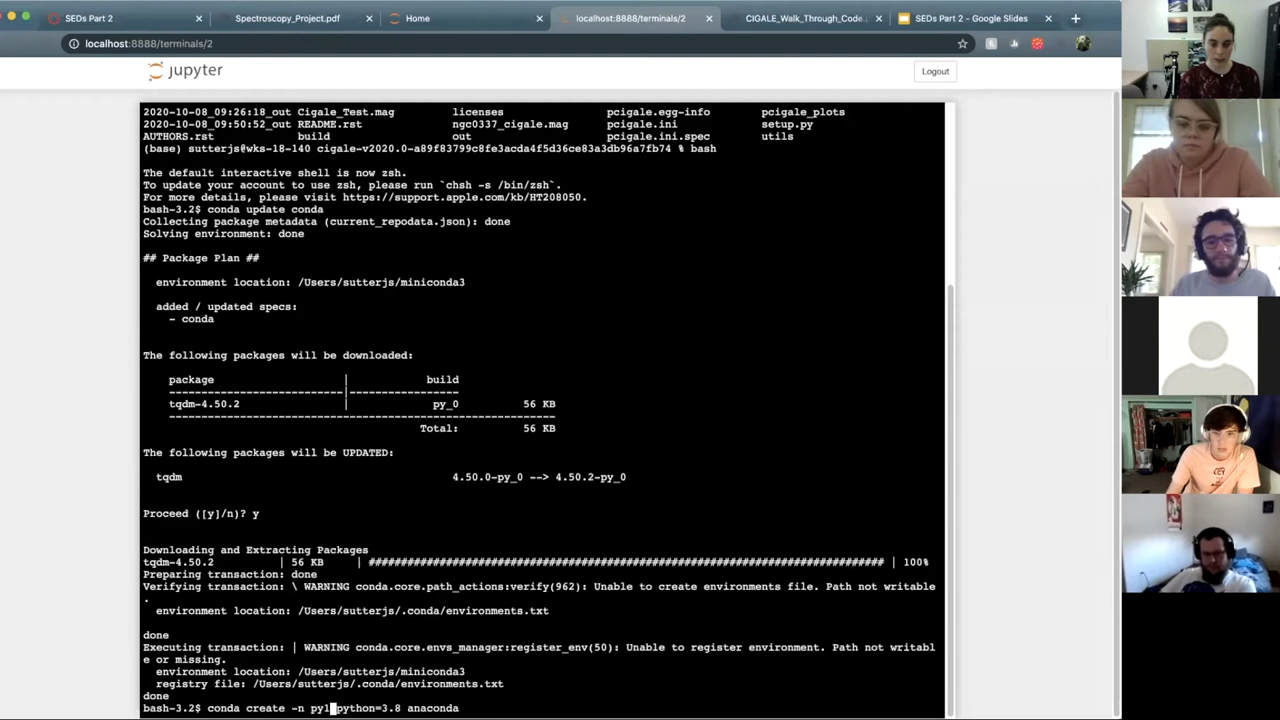 SEDs Part 2
Spectroscopy_Project.pdf
Home
localhost:8888/terminals/2
CIGALE_Walk_Through_Code.
SEDs Part 2 - Google Slides
localhost:8888/terminals/2
jupyter
Logout
2020-10-08_09:26:18_out Cigale_Test.mag licenses pcigale.egg-info pcigale_plots
2020-10-08_09:50:52_out README.rst ngc0337_cigale.mag pcigale.ini setup.py
AUTHORS.rst build out pcigale.ini.spec utils
(base) sutterjs@wks-18-140 cigale-v2020.0-a89f83799c8fe3acda4f5d36ce83a3db96a7fb74 % bash
The default interactive shell is now zsh.
To update your account to use zsh, please run `chsh -s /bin/zsh`.
For more details, please visit https://support.apple.com/kb/HT208050.
bash-3.2$ conda update conda
Collecting package metadata (current_repodata.json): done
Solving environment: done
## Package Plan ##
environment location: /Users/sutterjs/miniconda3
added / updated specs:
- conda
The following packages will be downloaded:
package | build
---------------------------|-----------------
tqdm-4.50.2 | py_0 56 KB
------------------------------------------------------------
Total: 56 KB
The following packages will be UPDATED:
tqdm 4.50.0-py_0 --> 4.50.2-py_0
Proceed ([y]/n)? y
Downloading and Extracting Packages
tqdm-4.50.2 | 56 KB | ################################################################################ | 100%
Preparing transaction: done
Verifying transaction: \ WARNING conda.core.path_actions:verify(962): Unable to create environments file. Path not writable
.
environment location: /Users/sutterjs/.conda/environments.txt
done
Executing transaction: | WARNING conda.core.envs_manager:register_env(50): Unable to register environment. Path not writabl
e or missing.
environment location: /Users/sutterjs/miniconda3
registry file: /Users/sutterjs/.conda/environments.txt
done
bash-3.2$ conda create -n py1 python=3.8 anaconda